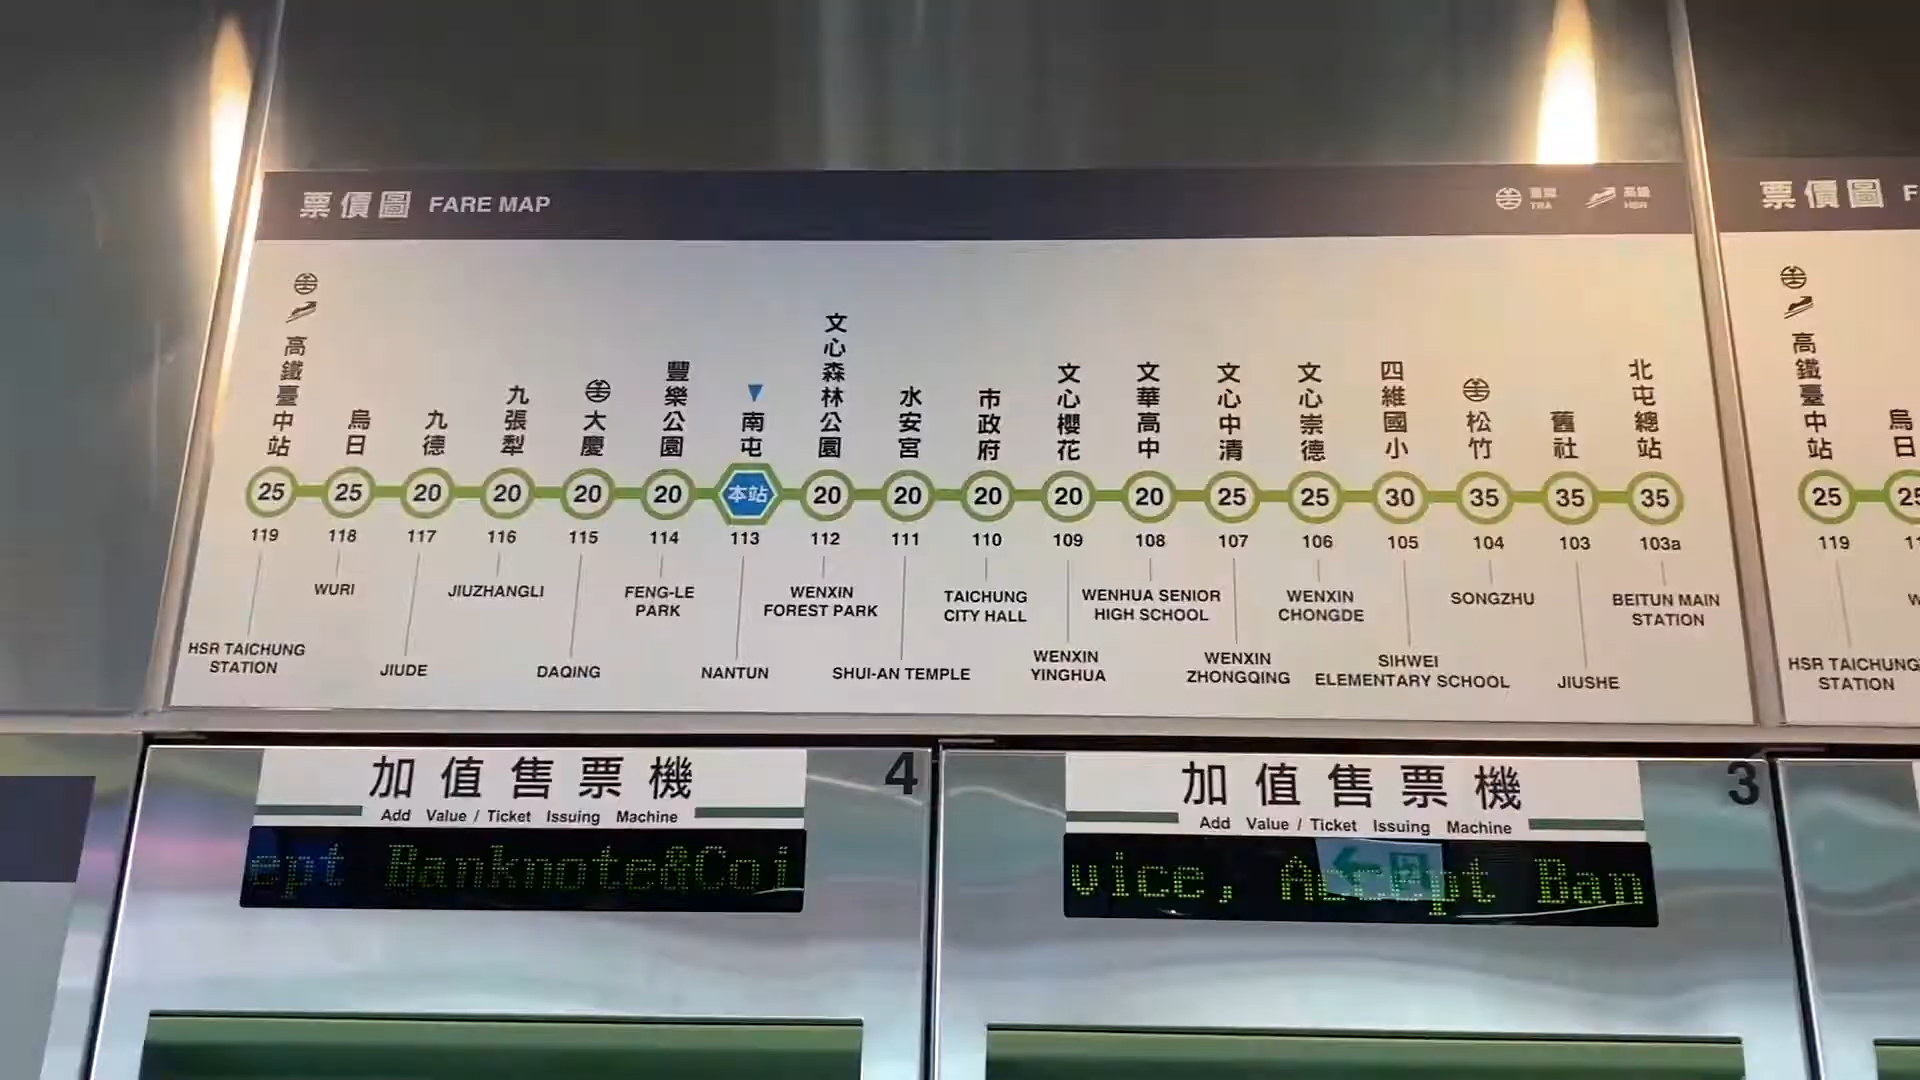 票價圖 FARE MAP
臺鐵 TRA
高鐵 HSR
高鐵臺中站
烏日
九德
九張犁
大慶
豐樂公園
南屯
文心森林公園
水安宮
市政府
文心櫻花
文華高中
文心中清
文心崇德
四維國小
松竹
舊社
北屯總站
25 25 20 20 20 20 本站 20 20 20 20 20 25 25 30 35 35 35
119 118 117 116 115 114 113 112 111 110 109 108 107 106 105 104 103 103a
HSR TAICHUNG STATION
WURI
JIUDE
JIUZHANGLI
DAQING
FENG-LE PARK
NANTUN
WENXIN FOREST PARK
SHUI-AN TEMPLE
TAICHUNG CITY HALL
WENXIN YINGHUA
WENHUA SENIOR HIGH SCHOOL
WENXIN ZHONGQING
WENXIN CHONGDE
SIHWEI ELEMENTARY SCHOOL
SONGZHU
JIUSHE
BEITUN MAIN STATION
票價圖 F
高鐵臺中站
烏日
25 25
119 11
HSR TAICHUNG STATION
W
加值售票機 4
Add Value / Ticket Issuing Machine
ept Banknote&Coi
加值售票機 3
Add Value / Ticket Issuing Machine
vice, Accept Ban